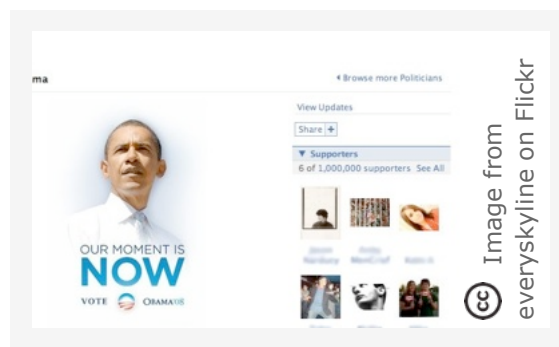 ma
Browse more Politicians
View Updates
Share +
Supporters
6 of 1,000,000 supporters See All
OUR MOMENT IS
NOW
VOTE OBAMA'08
cc Image from
everyskyline on Flickr